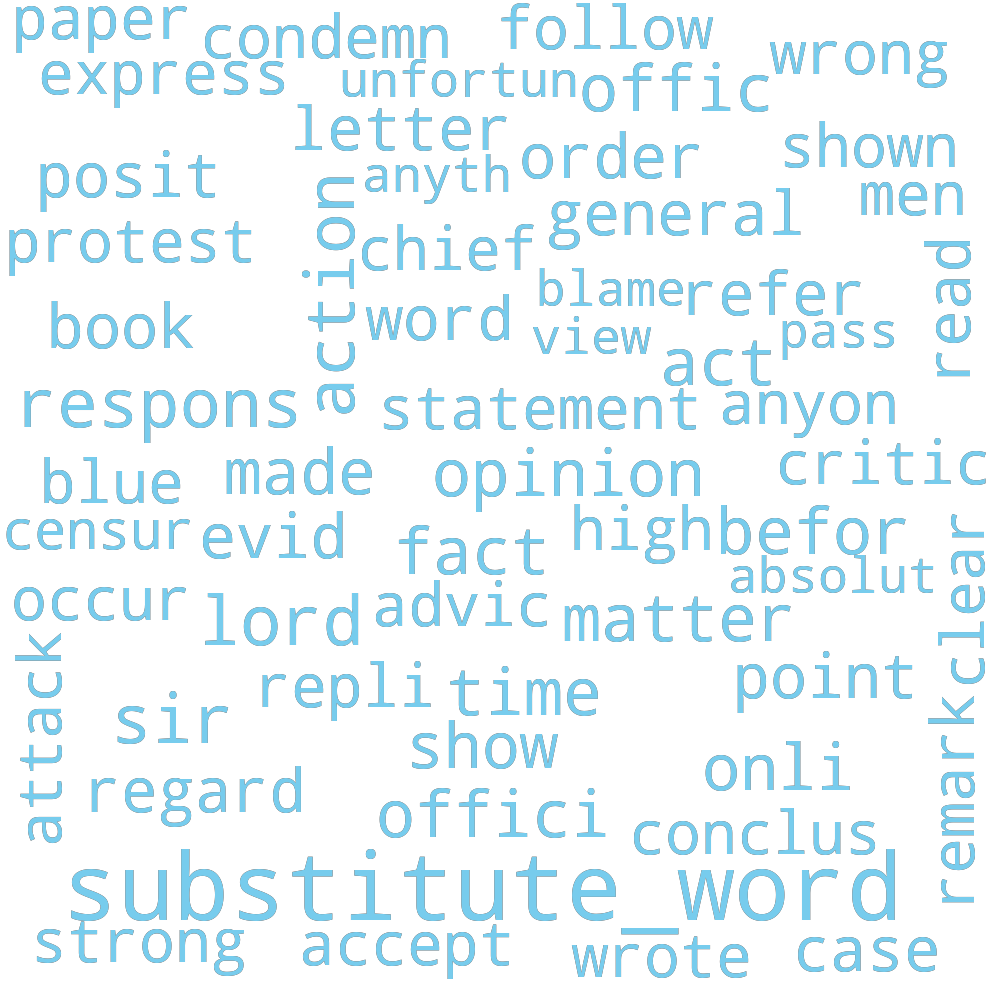 paper condemn follow wrong
express unfortun offic
letter order shown
posit anyth men
action general
protest chief read
blame refer
book word view pass
act
respons statement anyon
blue made opinion critic
censur evid fact high befor
absolut clear
occur lord advic matter
attack repli time point
sir show remark
regard onli
offici conclus
substitute_word
strong accept wrote case